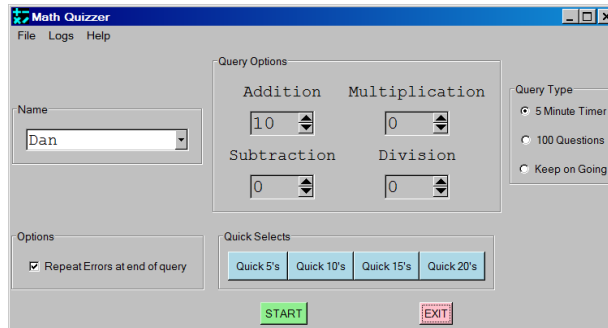 Math Quizzer
File Logs Help
Query Options
Addition Multiplication
10 0
Subtraction Division
0 0
Name
Dan
Query Type
5 Minute Timer
100 Questions
Keep on Going
Options
Repeat Errors at end of query
Quick Selects
Quick 5's Quick 10's Quick 15's Quick 20's
START EXIT